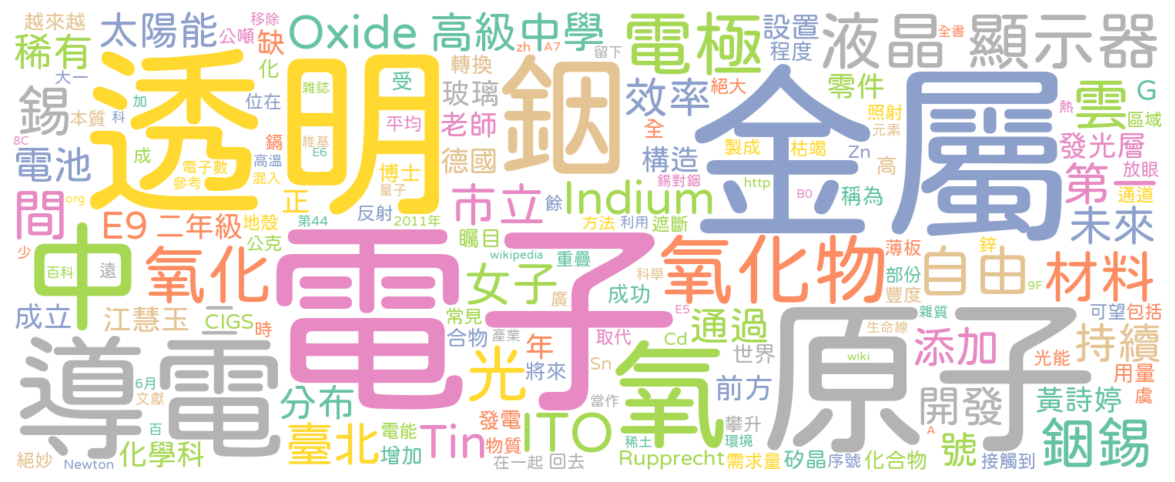 越來越 太陽能 移除 公噸 缺 Oxide 高級中學 電極 設置 液晶 顯示器
稀有 大一 化 zh A7 留下 程度 全書
透明 雜誌 受 轉換 銦 效率 絕大 零件 金屬 雲 G
錫 加 位在 平均 玻璃 全 照射 熱 區域
本質 科 鎘 維基 老師 構造 製成 枯竭 元素 發光層
8C 電池 成 電子數 高溫 E6 博士 德國 錫對銦 Zn 高 第一 放眼
org 參考 混入 量子 Indium http B0 稱為 通道
間 E9 二年級 地殼 正 反射 2011年 市立 餘 方法 利用 遮斷 未來
少 公克 第44 矚目 wikipedia 重疊 薄板 鋅
中 百科 遠 氧化 電子 女子 廣 科學 氧化物 部份 自由 材料
成立 江慧玉 CIGS 二 時 常見 成功 E5 豐度 9F
導電 合物 產業 取代 Cd 通過 雜質 生命線 可望 包括
6月 文獻 分布 光 年 Sn 世界 wiki 原子 添加 光能 持續
百 將來 氧 前方 用量 虞
臺北 電能 發電 當作 攀升 開發 黃詩婷
絕妙 化學科 增加 Tin 物質 ITO 稀土 環境 A 號 銦錫
Newton 在一起 回去 Rupprecht 需求量 矽晶 序號 化合物 接觸到